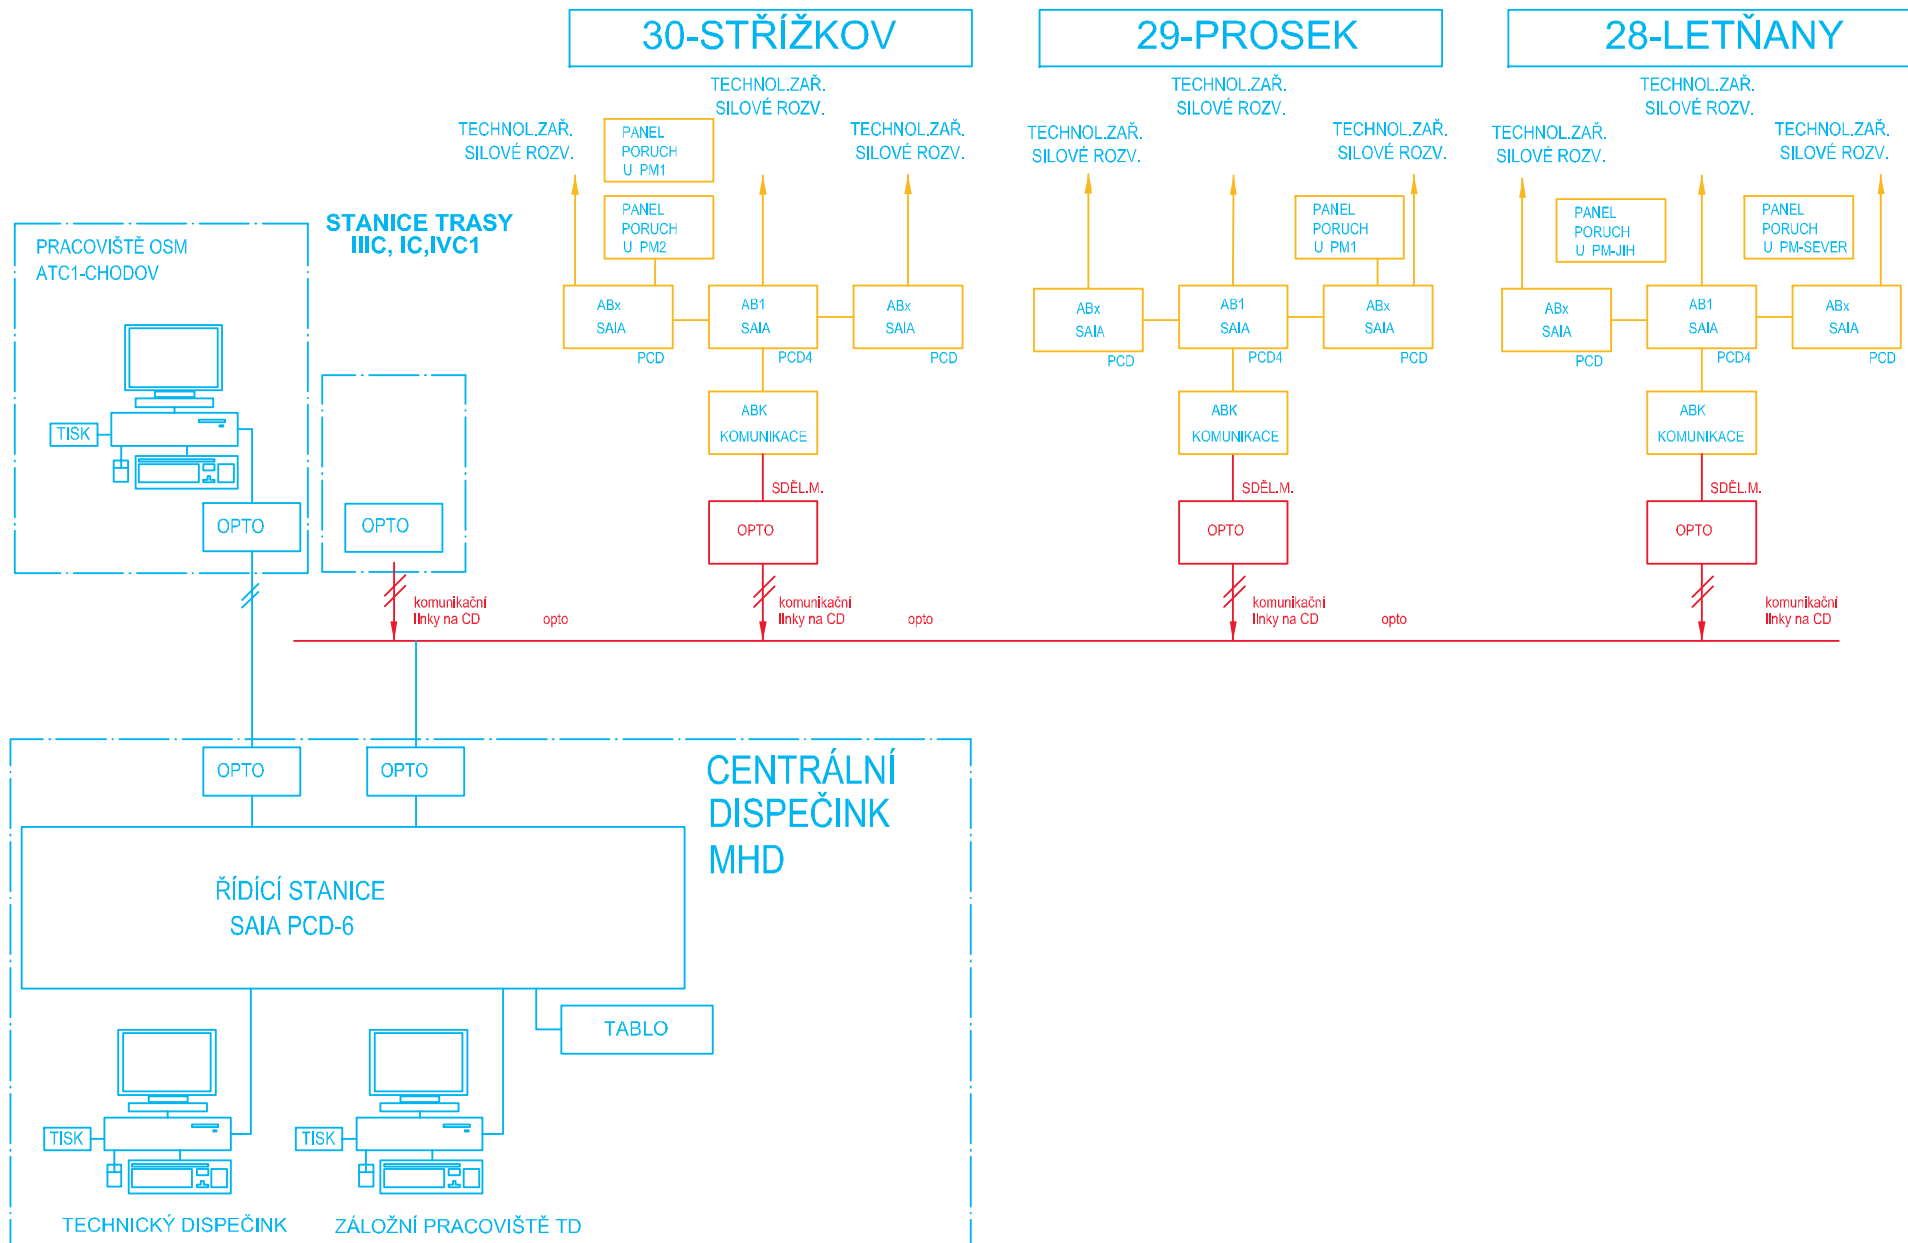 30-STŘÍŽKOV
29-PROSEK
28-LETŇANY
TECHNOL.ZAŘ.
SILOVÉ ROZV.
TECHNOL.ZAŘ.
SILOVÉ ROZV.
TECHNOL.ZAŘ.
SILOVÉ ROZV.
TECHNOL.ZAŘ.
SILOVÉ ROZV.
PANEL
PORUCH
U PM1
TECHNOL.ZAŘ.
SILOVÉ ROZV.
TECHNOL.ZAŘ.
SILOVÉ ROZV.
TECHNOL.ZAŘ.
SILOVÉ ROZV.
TECHNOL.ZAŘ.
SILOVÉ ROZV.
TECHNOL.ZAŘ.
SILOVÉ ROZV.
PANEL
PORUCH
U PM2
PANEL
PORUCH
U PM1
PANEL
PORUCH
U PM-JIH
PANEL
PORUCH
U PM-SEVER
STANICE TRASY
IIIC, IC,IVC1
PRACOVIŠTĚ OSM
ATC1-CHODOV
ABx
SAIA
PCD
AB1
SAIA
PCD4
ABx
SAIA
PCD
ABx
SAIA
PCD
AB1
SAIA
PCD4
ABx
SAIA
PCD
ABx
SAIA
PCD
AB1
SAIA
PCD4
ABx
SAIA
PCD
TISK
ABK
KOMUNIKACE
ABK
KOMUNIKACE
ABK
KOMUNIKACE
SDĚL.M.
SDĚL.M.
SDĚL.M.
OPTO
OPTO
OPTO
OPTO
OPTO
komunikační
linky na CD
opto
komunikační
linky na CD
opto
komunikační
linky na CD
opto
komunikační
linky na CD
OPTO
OPTO
CENTRÁLNÍ
DISPEČINK
MHD
ŘÍDÍCÍ STANICE
SAIA PCD-6
TABLO
TISK
TISK
TECHNICKÝ DISPEČINK
ZÁLOŽNÍ PRACOVIŠTĚ TD